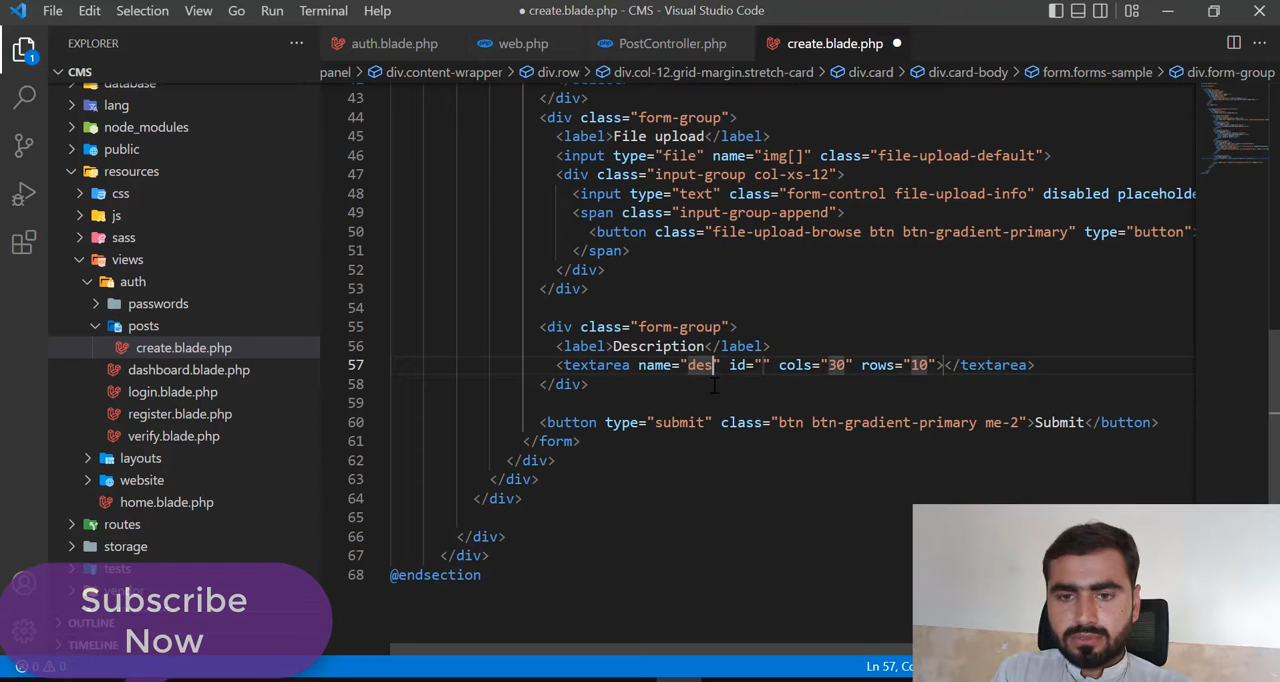 File Edit Selection View Go Run Terminal Help
● create.blade.php - CMS - Visual Studio Code
EXPLORER
auth.blade.php
web.php
PostController.php
create.blade.php
CMS
panel > div.content-wrapper > div.row > div.col-12.grid-margin.stretch-card > div.card > div.card-body > form.forms-sample > div.form-group
1
database
lang
node_modules
public
resources
css
js
sass
views
auth
passwords
posts
create.blade.php
dashboard.blade.php
login.blade.php
register.blade.php
verify.blade.php
layouts
website
home.blade.php
routes
storage
tests
OUTLINE
TIMELINE
43 </div>
44 <div class="form-group">
45 <label>File upload</label>
46 <input type="file" name="img[]" class="file-upload-default">
47 <div class="input-group col-xs-12">
48 <input type="text" class="form-control file-upload-info" disabled placeholde
49 <span class="input-group-append">
50 <button class="file-upload-browse btn btn-gradient-primary" type="button">
51 </span>
52 </div>
53 </div>
54
55 <div class="form-group">
56 <label>Description</label>
57 <textarea name="des" id="" cols="30" rows="10"></textarea>
58 </div>
59
60 <button type="submit" class="btn btn-gradient-primary me-2">Submit</button>
61 </form>
62 </div>
63 </div>
64 </div>
65
66 </div>
67 </div>
68 @endsection
Subscribe
Now
0 0
Ln 57, Co